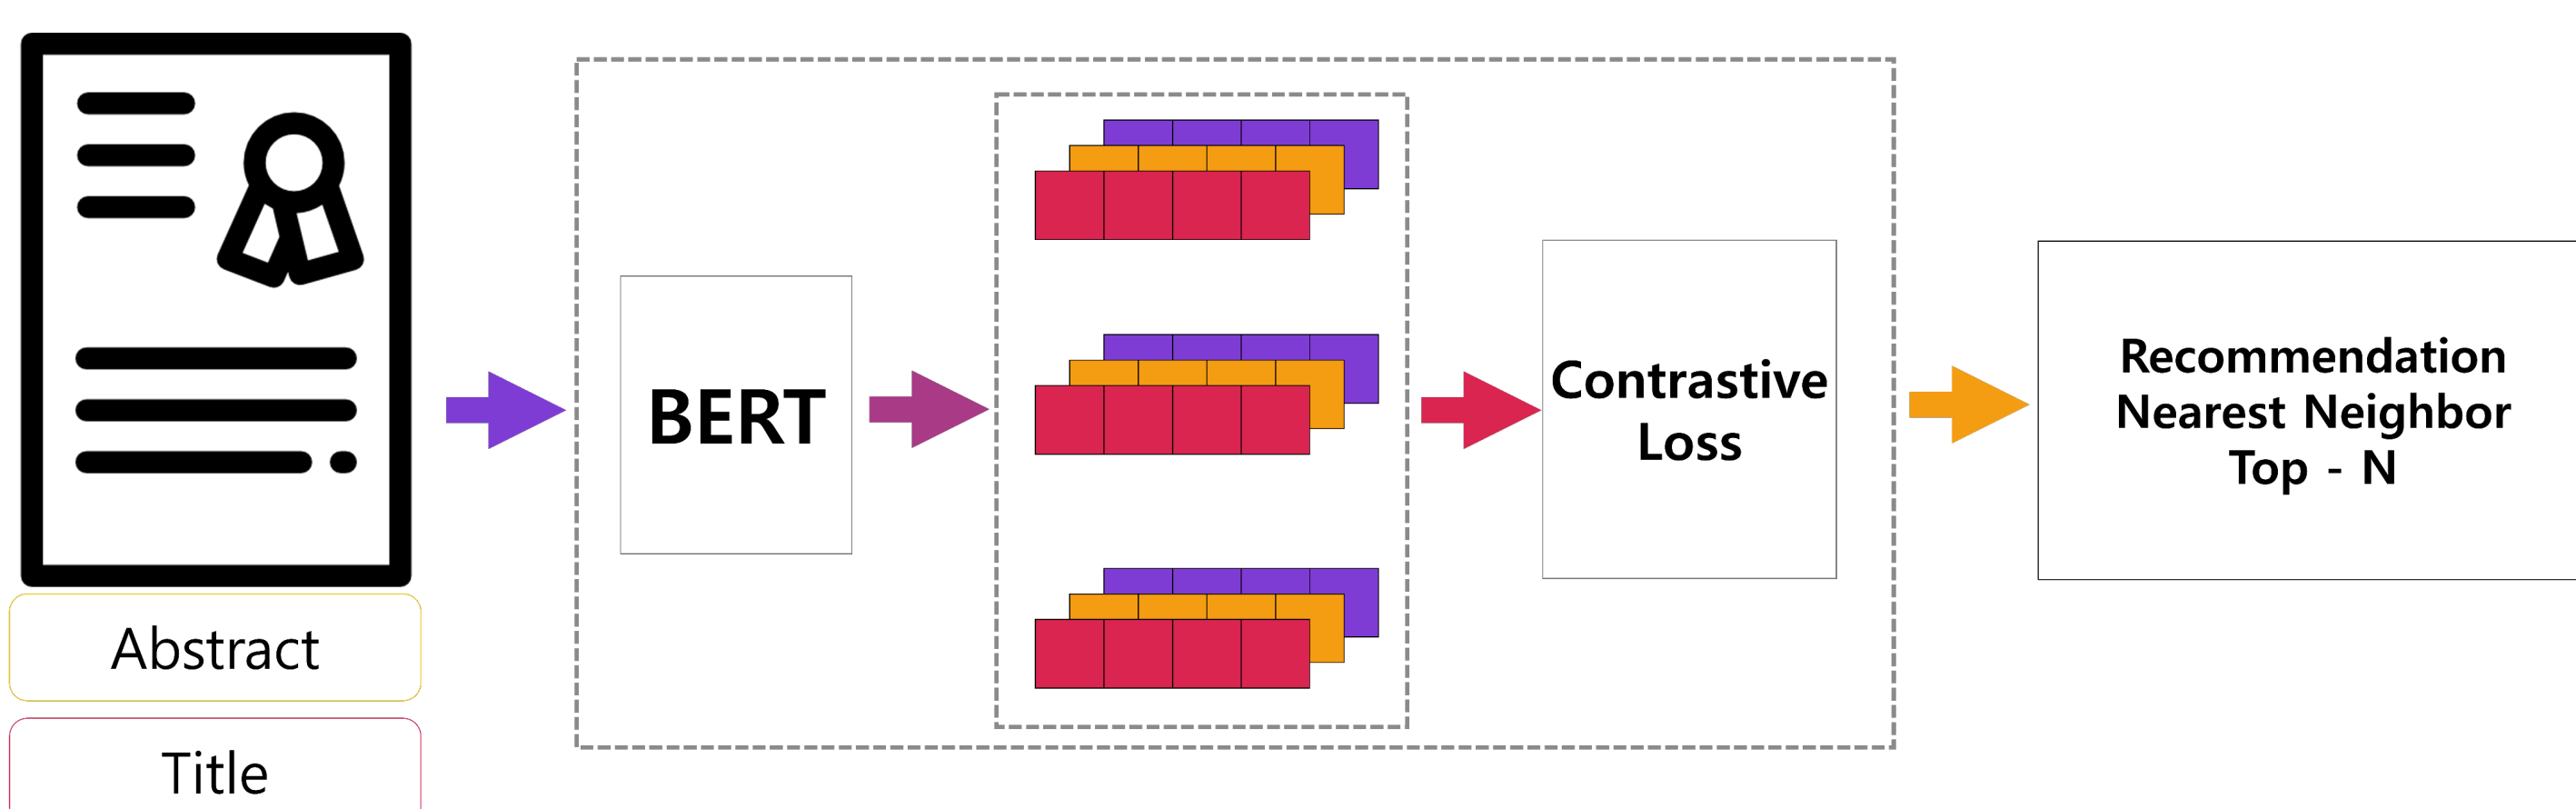 Abstract
Title
BERT
Contrastive
Loss
Recommendation
Nearest Neighbor
Top - N